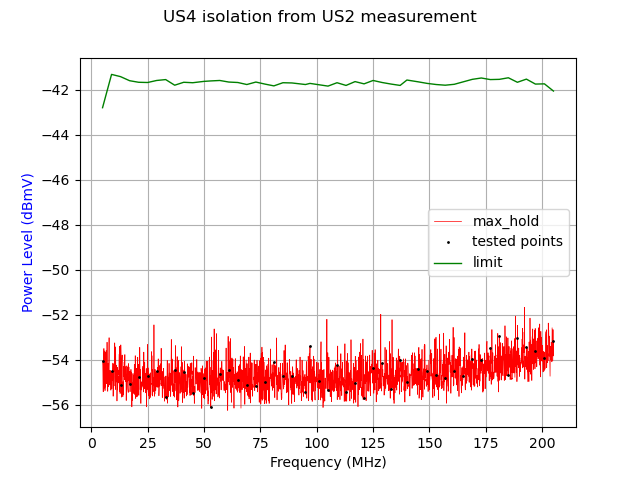 US4 isolation from US2 measurement
−42
−44
−46
−48
−50
−52
−54
−56
Power Level (dBmV)
max_hold
tested points
limit
0 25 50 75 100 125 150 175 200
Frequency (MHz)